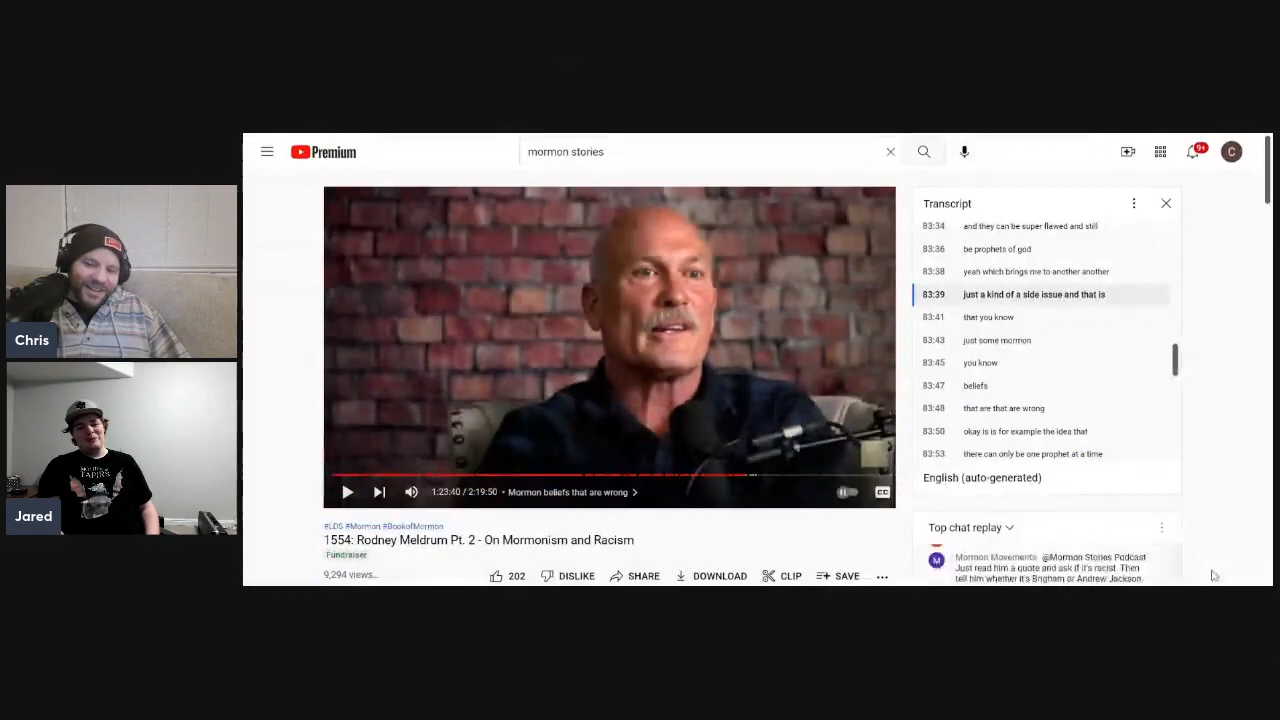 Premium
mormon stories
9+
C
Chris
Jared
TAPIRS
1:23:40 / 2:19:50 • Mormon beliefs that are wrong
CC
#LDS #Mormon #BookofMormon
1554: Rodney Meldrum Pt. 2 - On Mormonism and Racism
Fundraiser
9,294 views...
202
DISLIKE
SHARE
DOWNLOAD
CLIP
SAVE
Transcript
83:34 and they can be super flawed and still
83:36 be prophets of god
83:38 yeah which brings me to another another
83:39 just a kind of a side issue and that is
83:41 that you know
83:43 just some mormon
83:45 you know
83:47 beliefs
83:48 that are that are wrong
83:50 okay is is for example the idea that
83:53 there can only be one prophet at a time
English (auto-generated)
Top chat replay
M
Mormon Movements @Mormon Stories Podcast
Just read him a quote and ask if it's racist. Then
tell him whether it's Brigham or Andrew Jackson.